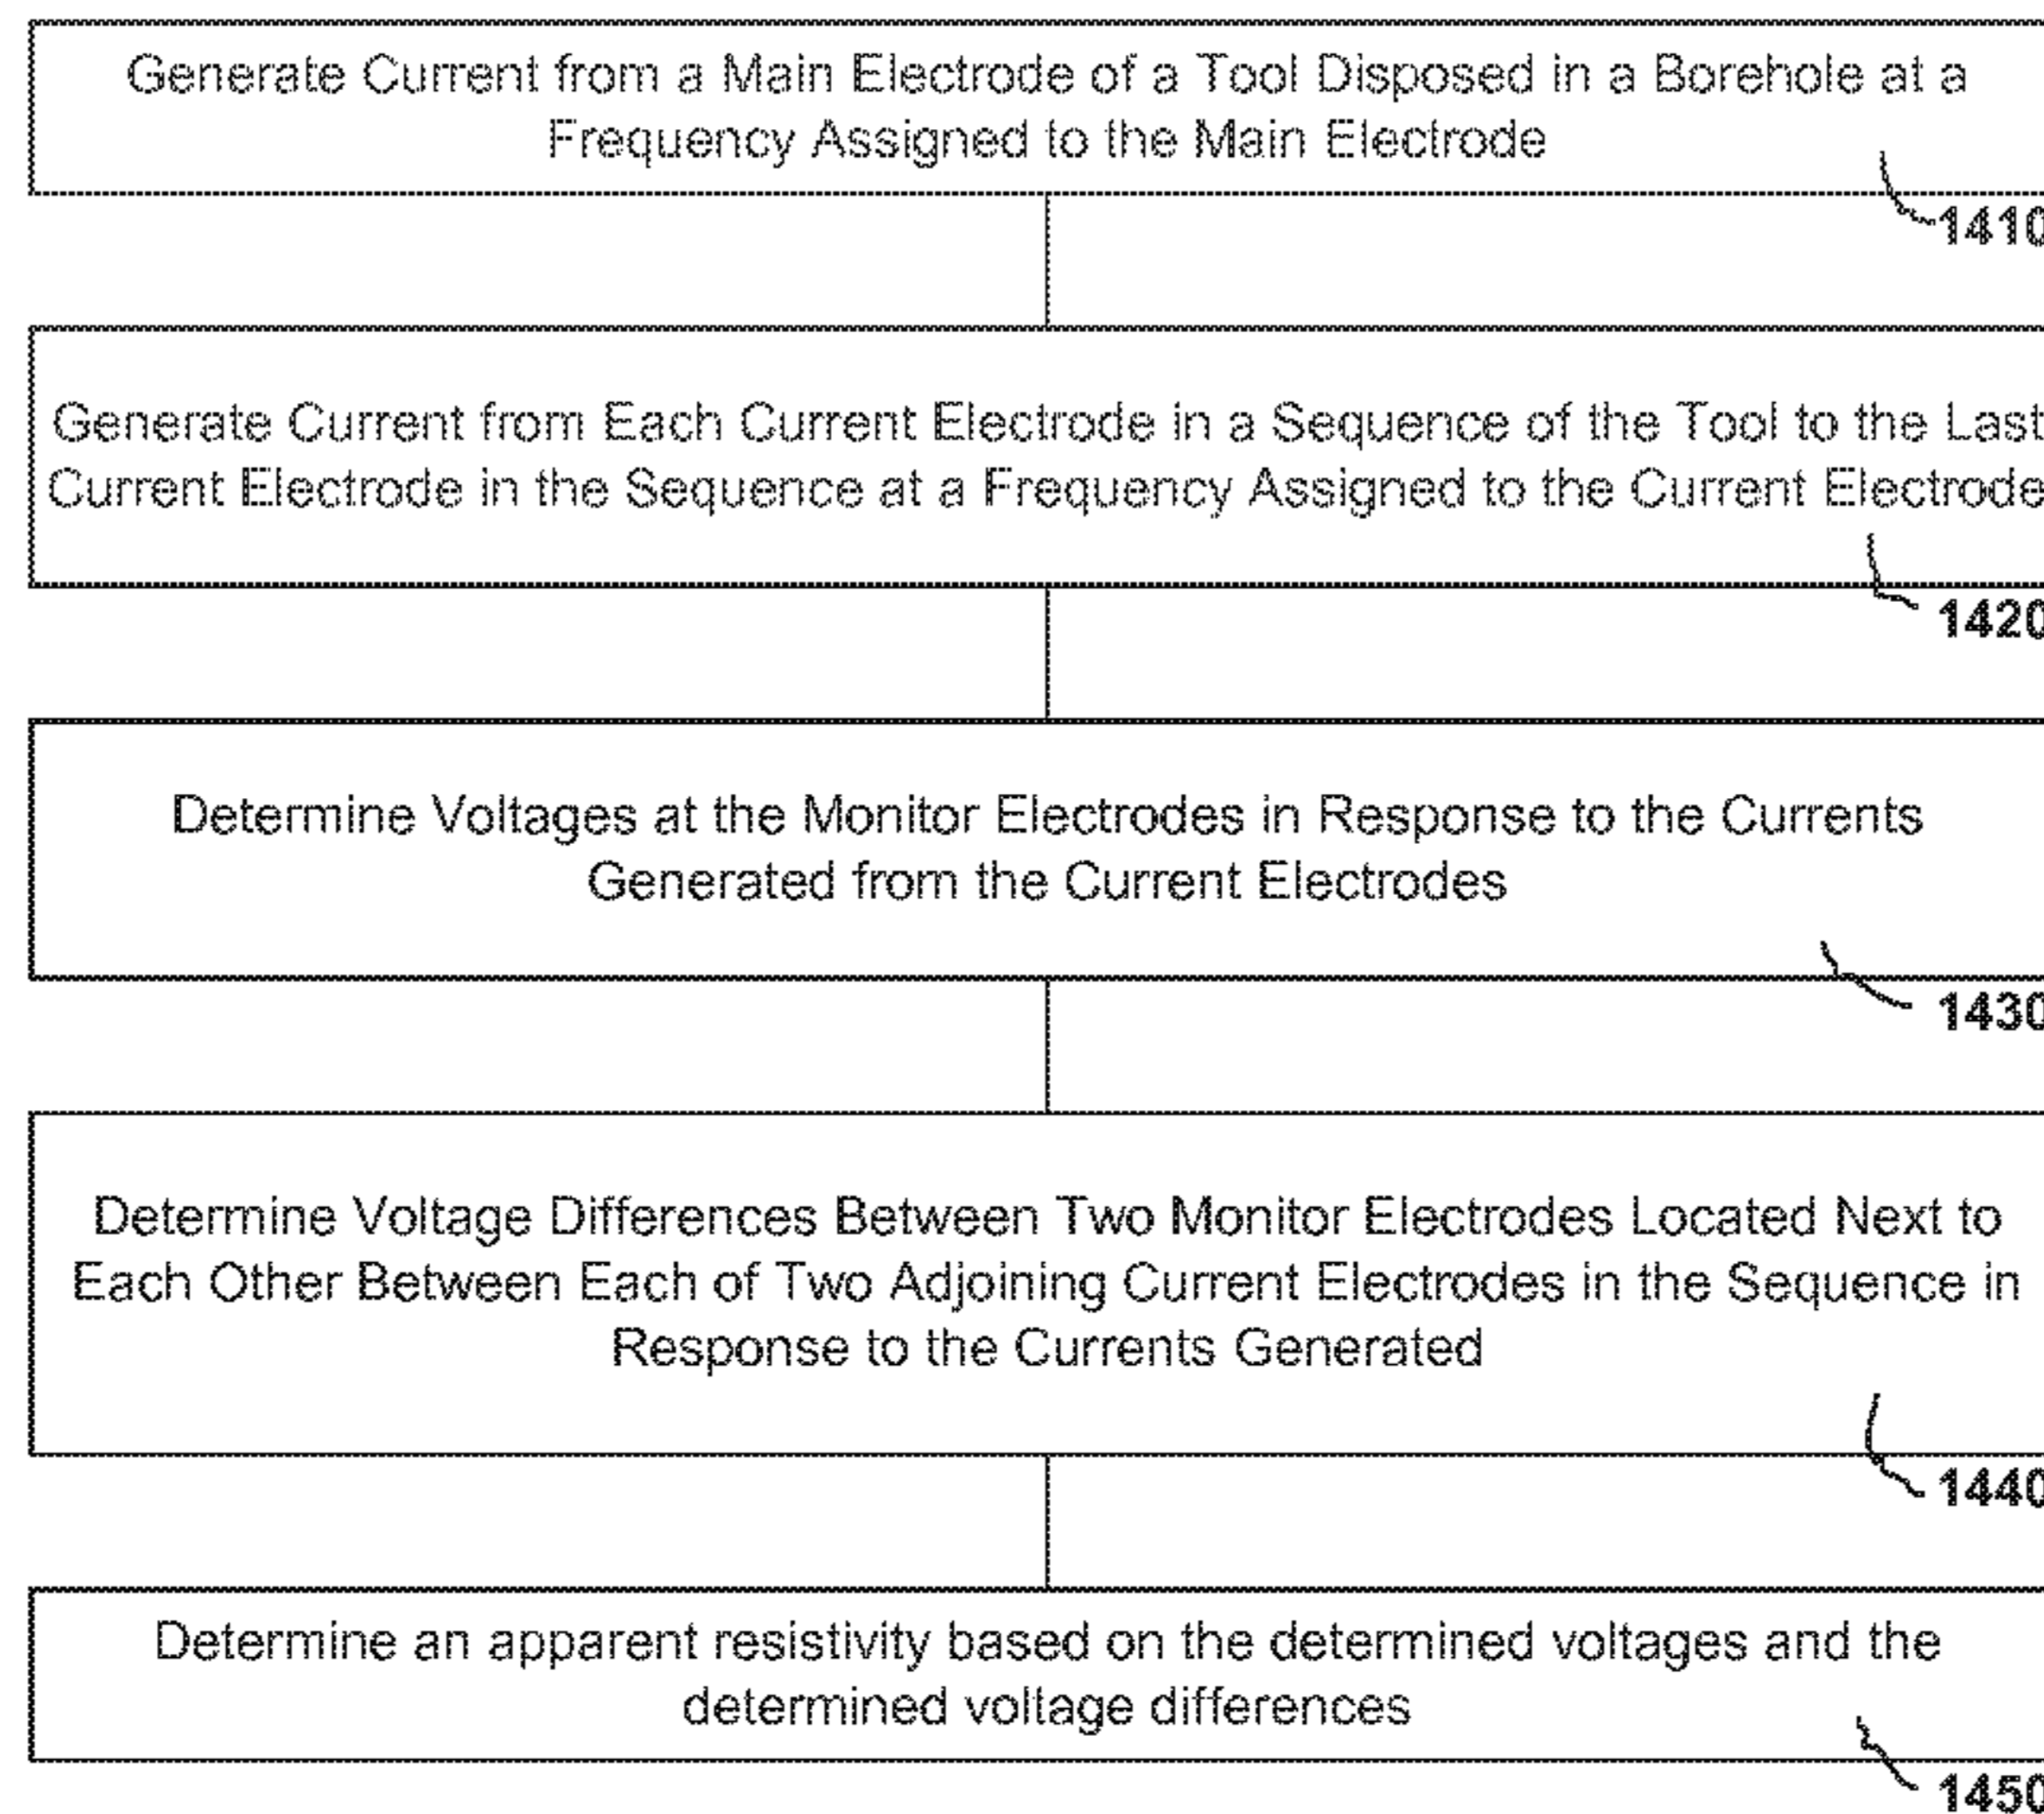 Generate Current from a Main Electrode of a Tool Disposed in a Borehole at a
Frequency Assigned to the Main Electrode
1410
Generate Current from Each Current Electrode in a Sequence of the Tool to the Last
Current Electrode in the Sequence at a Frequency Assigned to the Current Electrode
1420
Determine Voltages at the Monitor Electrodes in Response to the Currents
Generated from the Current Electrodes
1430
Determine Voltage Differences Between Two Monitor Electrodes Located Next to
Each Other Between Each of Two Adjoining Current Electrodes in the Sequence in
Response to the Currents Generated
1440
Determine an apparent resistivity based on the determined voltages and the
determined voltage differences
1450